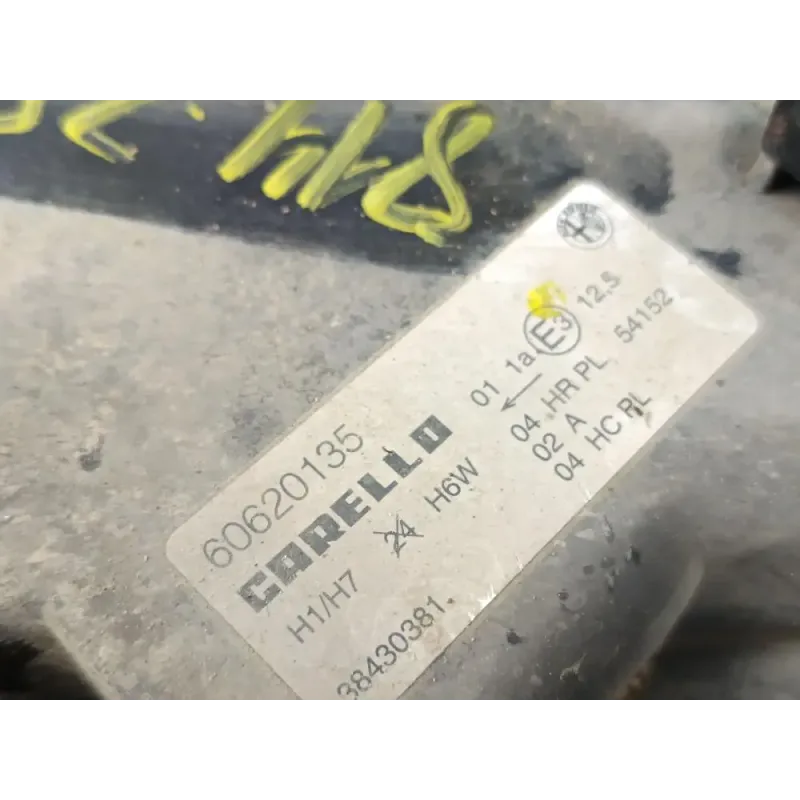 60620135
CARELLO
H1/H7 24 H6W
38430381
01 1a E3 12,5
04 HR PL 54152
02 A
04 HC RL